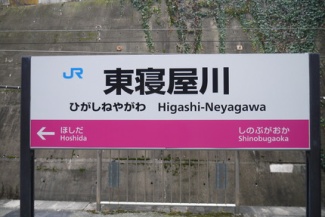 JR
東寝屋川
ひがしねやがわ Higashi-Neyagawa
ほしだ
Hoshida
しのぶがおか
Shinobugaoka